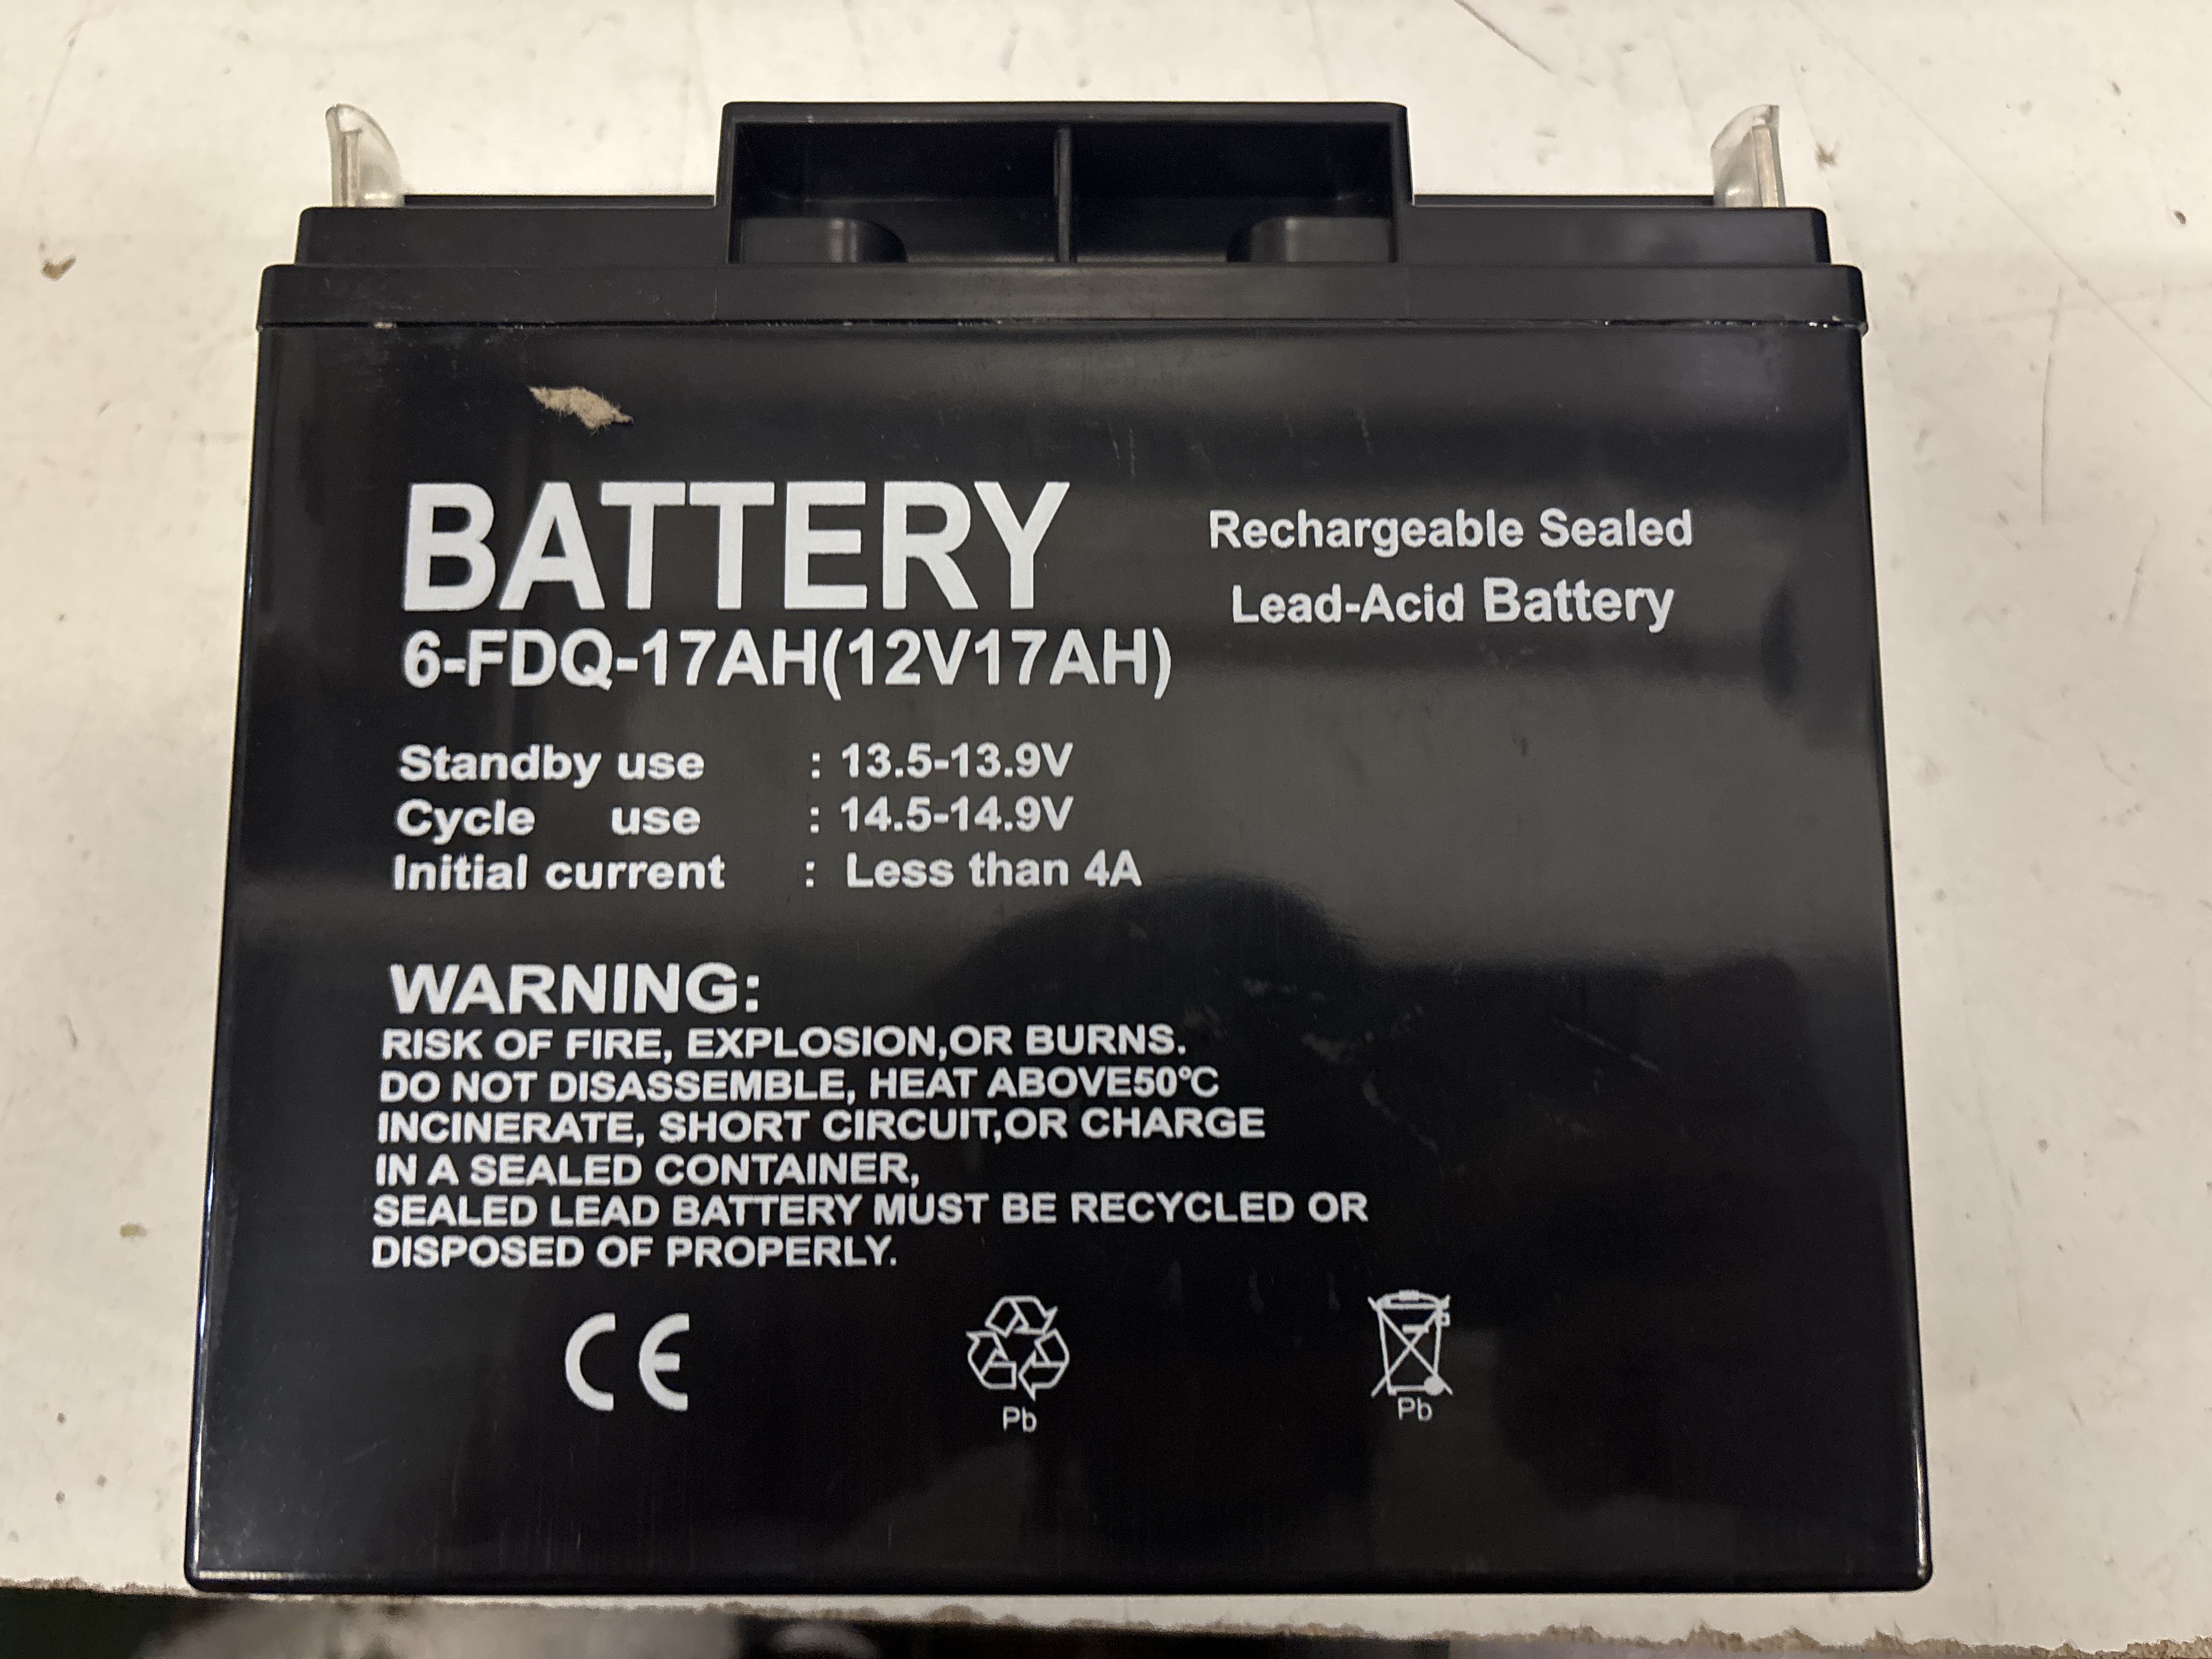 BATTERY
6-FDQ-17AH(12V17AH)
Rechargeable Sealed
Lead-Acid Battery
Standby use : 13.5-13.9V
Cycle use : 14.5-14.9V
Initial current : Less than 4A
WARNING:
RISK OF FIRE, EXPLOSION,OR BURNS.
DO NOT DISASSEMBLE, HEAT ABOVE50℃
INCINERATE, SHORT CIRCUIT,OR CHARGE
IN A SEALED CONTAINER,
SEALED LEAD BATTERY MUST BE RECYCLED OR
DISPOSED OF PROPERLY.
CE
Pb
Pb